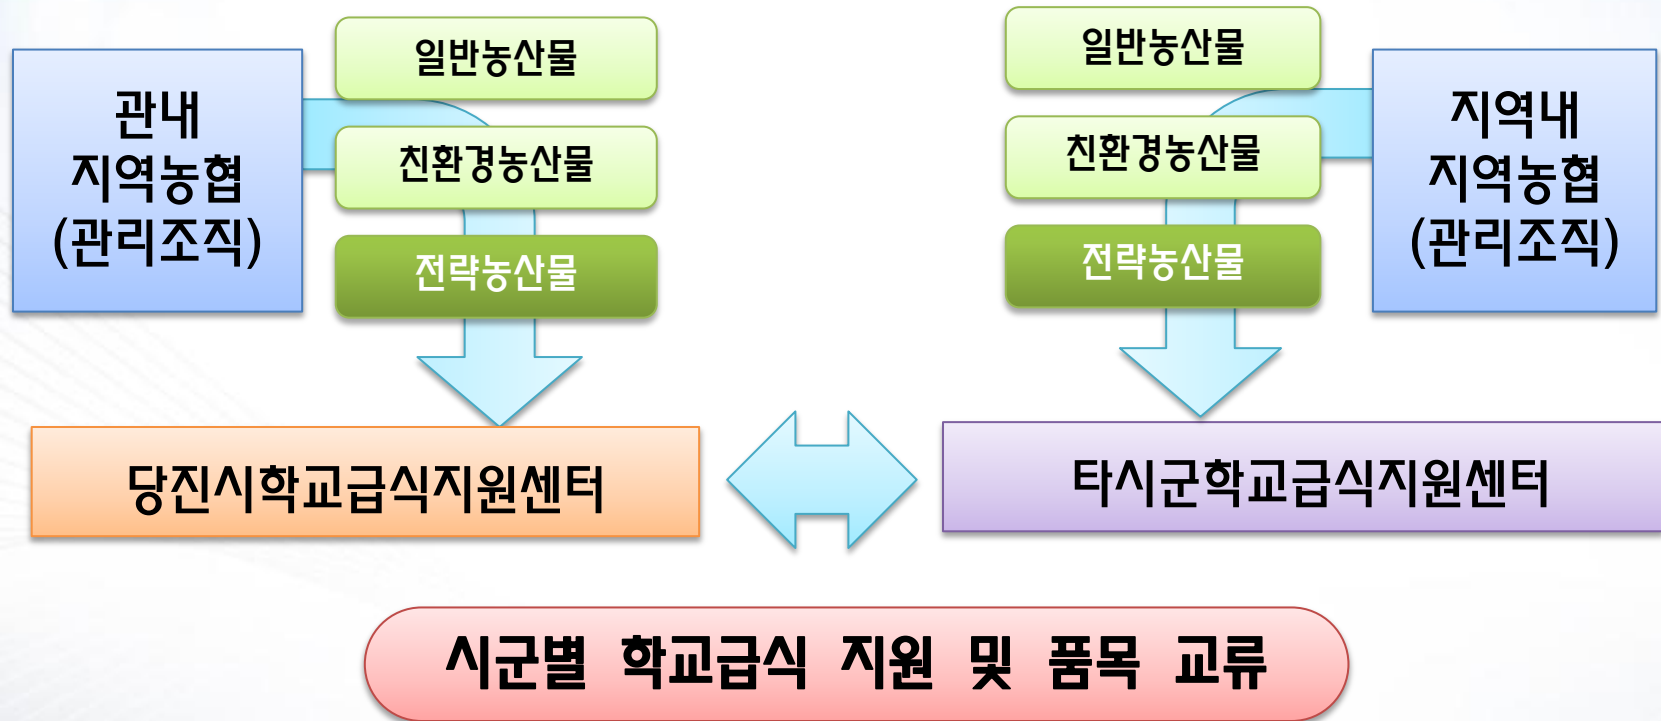 관내
지역농협
(관리조직)
일반농산물
친환경농산물
전략농산물
일반농산물
친환경농산물
전략농산물
지역내
지역농협
(관리조직)
당진시학교급식지원센터
타시군학교급식지원센터
시군별 학교급식 지원 및 품목 교류